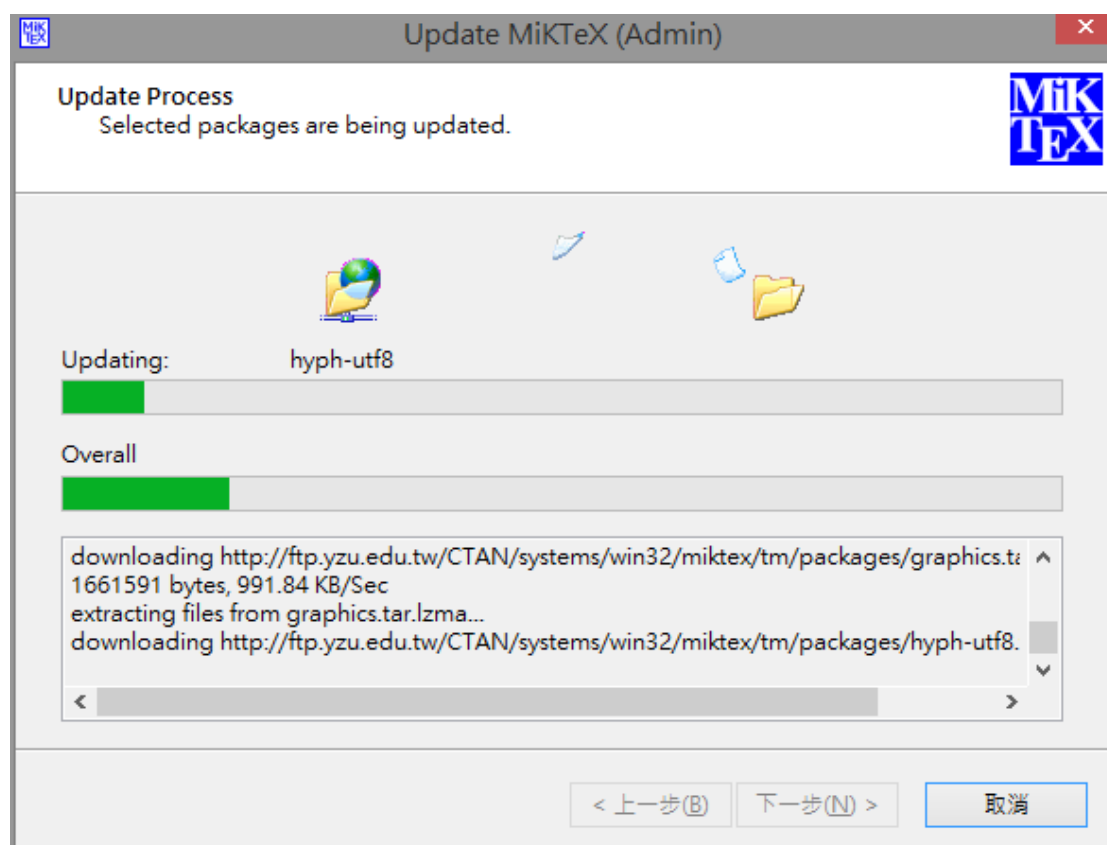 MiK
TEX
Update MiKTeX (Admin)
Update Process
Selected packages are being updated.
MiK
TEX
Updating: hyph-utf8
Overall
downloading http://ftp.yzu.edu.tw/CTAN/systems/win32/miktex/tm/packages/graphics.ta
1661591 bytes, 991.84 KB/Sec
extracting files from graphics.tar.lzma...
downloading http://ftp.yzu.edu.tw/CTAN/systems/win32/miktex/tm/packages/hyph-utf8.
< 上一步(B) 下一步(N) > 取消